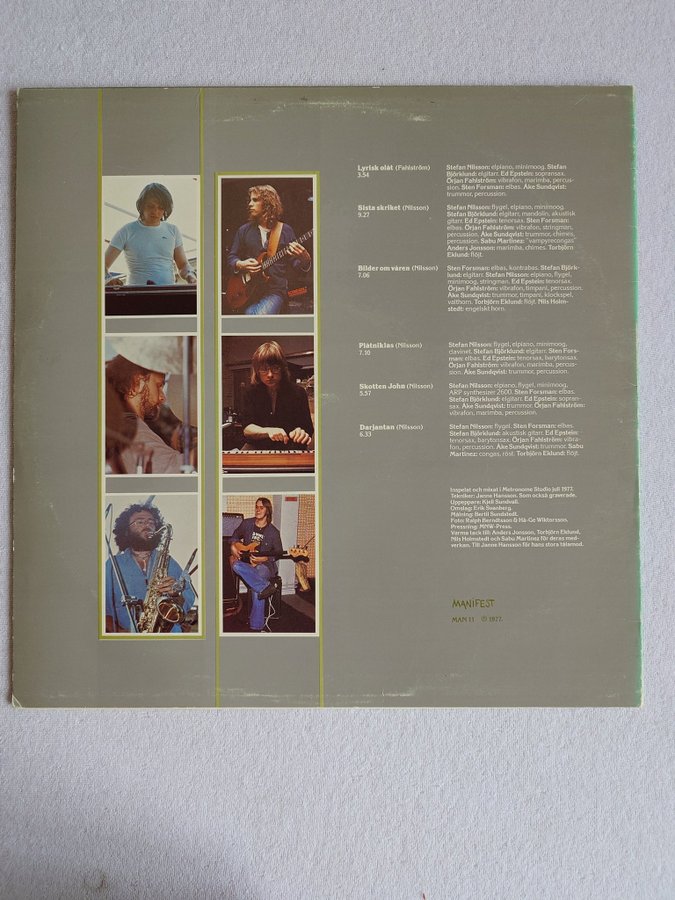 Lyrisk olåt (Fahlström)
3.54
Stefan Nilsson: elpiano, minimoog. Stefan
Björklund: elgitarr. Ed Epstein: sopransax.
Örjan Fahlström: vibrafon, marimba, percus-
sion. Sten Forsman: elbas. Åke Sundqvist:
trummor, percussion.
Sista skriket (Nilsson)
9.27
Stefan Nilsson: flygel, elpiano, minimoog.
Stefan Björklund: elgitarr, mandolin, akustisk
gitarr. Ed Epstein: tenorsax. Sten Forsman:
elbas. Örjan Fahlström: vibrafon, stringman,
percussion. Åke Sundqvist: trummor, chimes,
percussion. Sabu Martinez: "vampyrecongas"
Anders Jonsson: marimba, chimes. Torbjörn
Eklund: flöjt.
Bilder om våren (Nilsson)
7.06
Sten Forsman: elbas, kontrabas. Stefan Björk-
lund: elgitarr. Stefan Nilsson: elpiano, flygel,
minimoog, stringman. Ed Epstein: tenorsax.
Örjan Fahlström: vibrafon, timpani, percussion.
Åke Sundqvist: trummor, timpani, klockspel,
valthorn. Torbjörn Eklund: flöjt. Nils Holm-
stedt: engelskt horn.
Plåtniklas (Nilsson)
7.10
Stefan Nilsson: flygel, elpiano, minimoog,
clavinet. Stefan Björklund: elgitarr. Sten Fors-
man: elbas. Ed Epstein: tenorsax, barytonsax.
Örjan Fahlström: vibrafon, marimba, percus-
sion. Åke Sundqvist: trummor, percussion.
Skotten John (Nilsson)
5.57
Stefan Nilsson: elpiano, flygel, minimoog,
ARP synthesizer 2600. Sten Forsman: elbas.
Stefan Björklund: elgitarr. Ed Epstein: sopran-
sax. Åke Sundqvist: trummor. Örjan Fahlström:
vibrafon, marimba, percussion.
Darjantan (Nilsson)
6.33
Stefan Nilsson: flygel. Sten Forsman: elbas.
Stefan Björklund: akustisk gitarr. Ed Epstein:
tenorsax, barytonsax. Örjan Fahlström: vibra-
fon, percussion. Åke Sundqvist: trummor. Sabu
Martinez: congas, röst. Torbjörn Eklund: flöjt.
Inspelat och mixat i Metronome Studio juli 1977.
Tekniker: Janne Hansson. Som också graverade.
Uppeppare: Kjell Sundvall.
Omslag: Erik Svanberg.
Målning: Bertil Sundstedt.
Foto: Ralph Berndtsson & Hå-Ge Wiktorsson.
Pressning: MNW-Press.
Varma tack till: Anders Jonsson, Torbjörn Eklund,
Nils Holmstedt och Sabu Martinez för deras med-
verkan. Till Janne Hansson för hans stora tålamod.
MANIFEST
MAN 11 ℗ 1977.